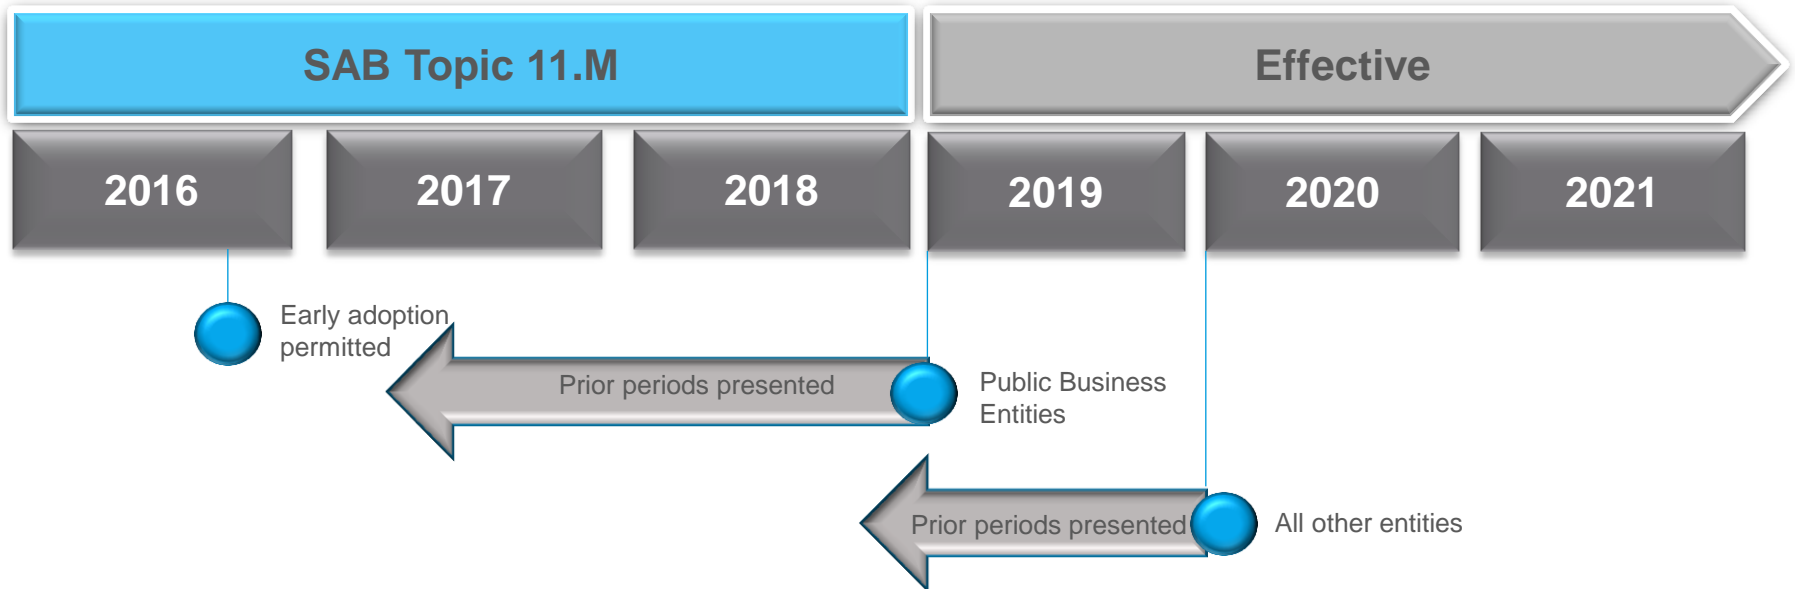 SAB Topic 11.M
Effective
2016
2017
2018
2019
2020
2021
Early adoption
permitted
Prior periods presented
Public Business
Entities
Prior periods presented
All other entities